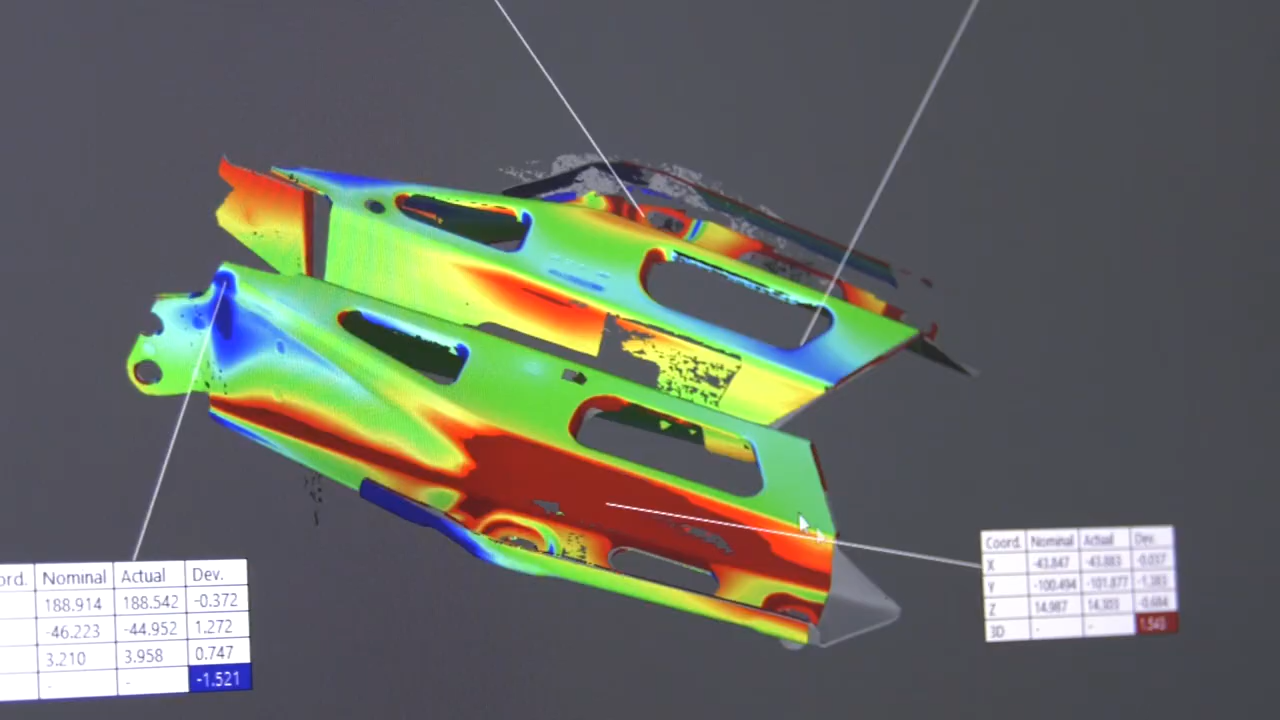 ord. Nominal Actual Dev.
188.914 188.542 -0.372
-46.223 -44.952 1.272
3.210 3.958 0.747
- - -1.521
Coord. Nominal Actual Dev.
X -43.847 -43.883 -0.037
Y -100.494 -101.877 -1.383
Z 14.987 14.303 -0.684
3D - - 1.543